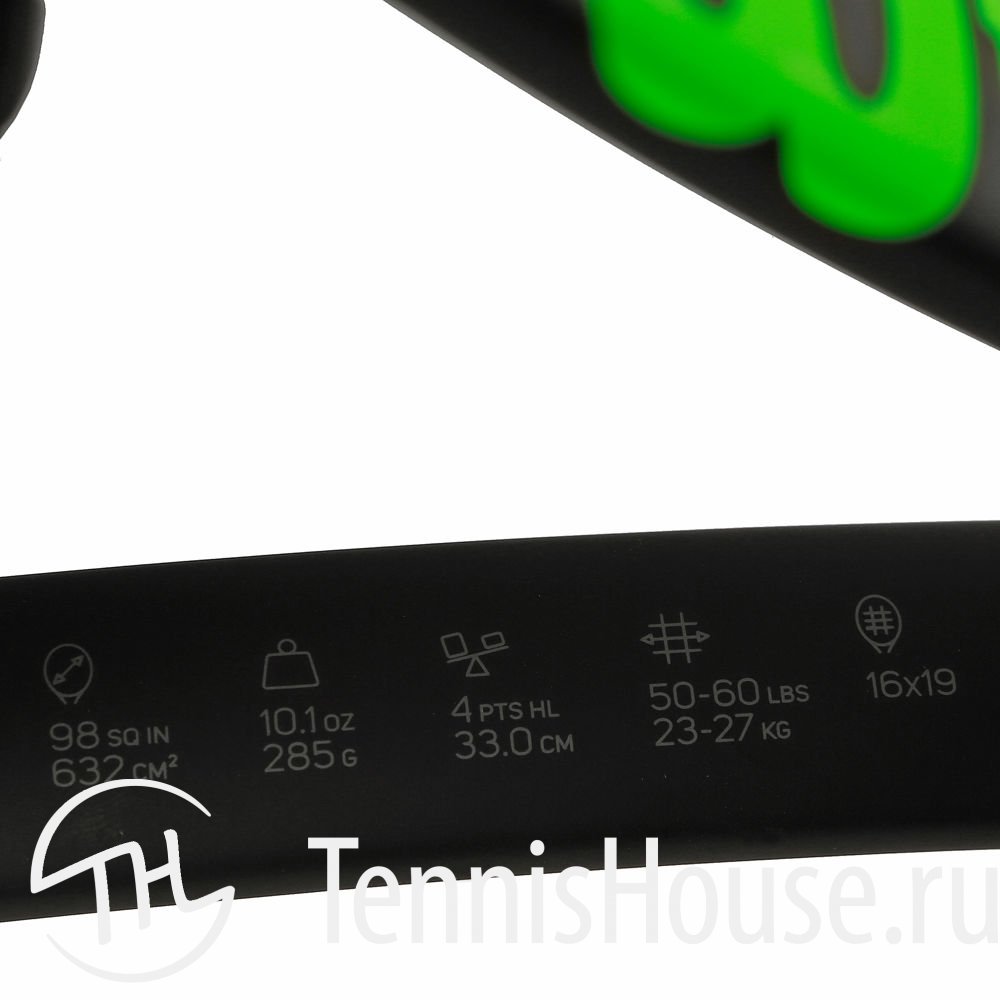 98 SQ IN
632 CM²
10.1 OZ
285 G
4 PTS HL
33.0 CM
50-60 LBS
23-27 KG
16x19
TH
TennisHouse.ru